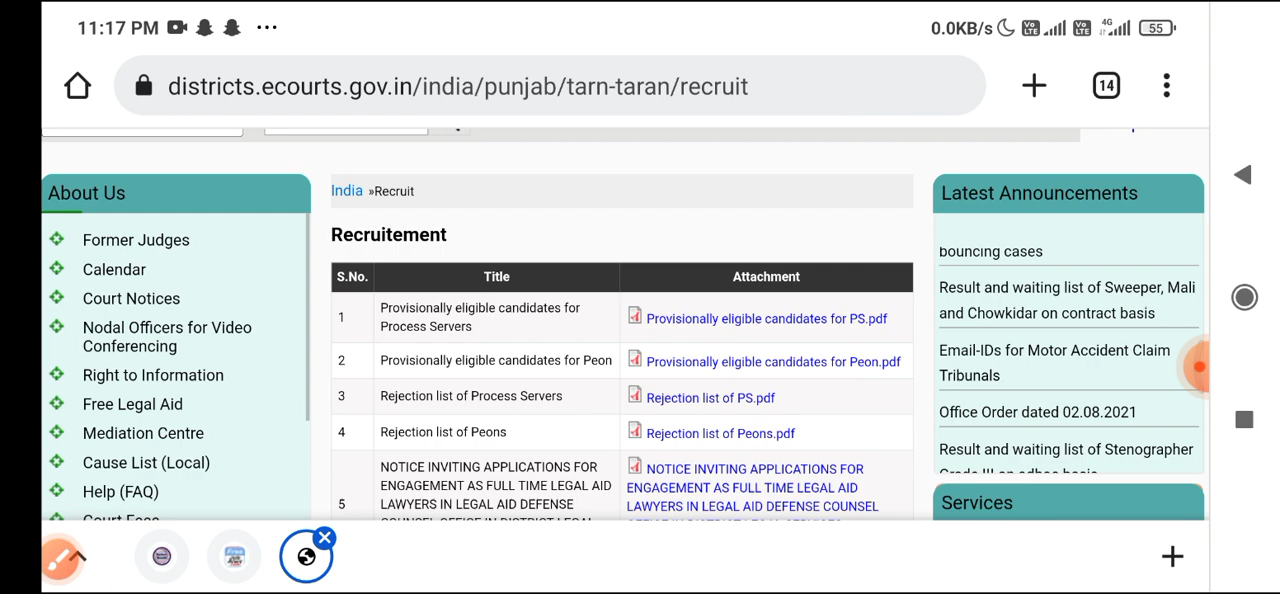 11:17 PM
0.0KB/s
Vo LTE
Vo LTE
4G
55
districts.ecourts.gov.in/india/punjab/tarn-taran/recruit
14
About Us
Former Judges
Calendar
Court Notices
Nodal Officers for Video
Conferencing
Right to Information
Free Legal Aid
Mediation Centre
Cause List (Local)
Help (FAQ)
India »Recruit
Recruitement
S.No. Title Attachment
1 Provisionally eligible candidates for
Process Servers
Provisionally eligible candidates for PS.pdf
2 Provisionally eligible candidates for Peon Provisionally eligible candidates for Peon.pdf
3 Rejection list of Process Servers Rejection list of PS.pdf
4 Rejection list of Peons Rejection list of Peons.pdf
5 NOTICE INVITING APPLICATIONS FOR
ENGAGEMENT AS FULL TIME LEGAL AID
LAWYERS IN LEGAL AID DEFENSE
NOTICE INVITING APPLICATIONS FOR
ENGAGEMENT AS FULL TIME LEGAL AID
LAWYERS IN LEGAL AID DEFENSE COUNSEL
Latest Announcements
bouncing cases
Result and waiting list of Sweeper, Mali
and Chowkidar on contract basis
Email-IDs for Motor Accident Claim
Tribunals
Office Order dated 02.08.2021
Result and waiting list of Stenographer
Services